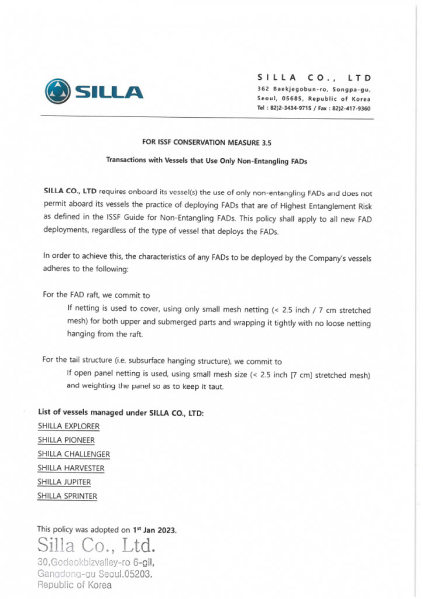 SILLA
SILLA CO., LTD
362 Baekjegobun-ro, Songpa-gu,
Seoul, 05685, Republic of Korea
Tel : 82)2-3434-9715 / Fax : 82)2-417-9360
FOR ISSF CONSERVATION MEASURE 3.5
Transactions with Vessels that Use Only Non-Entangling FADs
SILLA CO., LTD requires onboard its vessel(s) the use of only non-entangling FADs and does not
permit aboard its vessels the practice of deploying FADs that are of Highest Entanglement Risk
as defined in the ISSF Guide for Non-Entangling FADs. This policy shall apply to all new FAD
deployments, regardless of the type of vessel that deploys the FADs.
In order to achieve this, the characteristics of any FADs to be deployed by the Company's vessels
adheres to the following:
For the FAD raft, we commit to
If netting is used to cover, using only small mesh netting (< 2.5 inch / 7 cm stretched
mesh) for both upper and submerged parts and wrapping it tightly with no loose netting
hanging from the raft.
For the tail structure (i.e. subsurface hanging structure), we commit to
If open panel netting is used, using small mesh size (< 2.5 inch [7 cm] stretched mesh)
and weighting the panel so as to keep it taut.
List of vessels managed under SILLA CO., LTD:
SHILLA EXPLORER
SHILLA PIONEER
SHILLA CHALLENGER
SHILLA HARVESTER
SHILLA JUPITER
SHILLA SPRINTER
This policy was adopted on 1st Jan 2023.
Silla Co., Ltd.
30,Godeokbizvalley-ro 6-gil,
Gangdong-gu Seoul.05203.
Republic of Korea